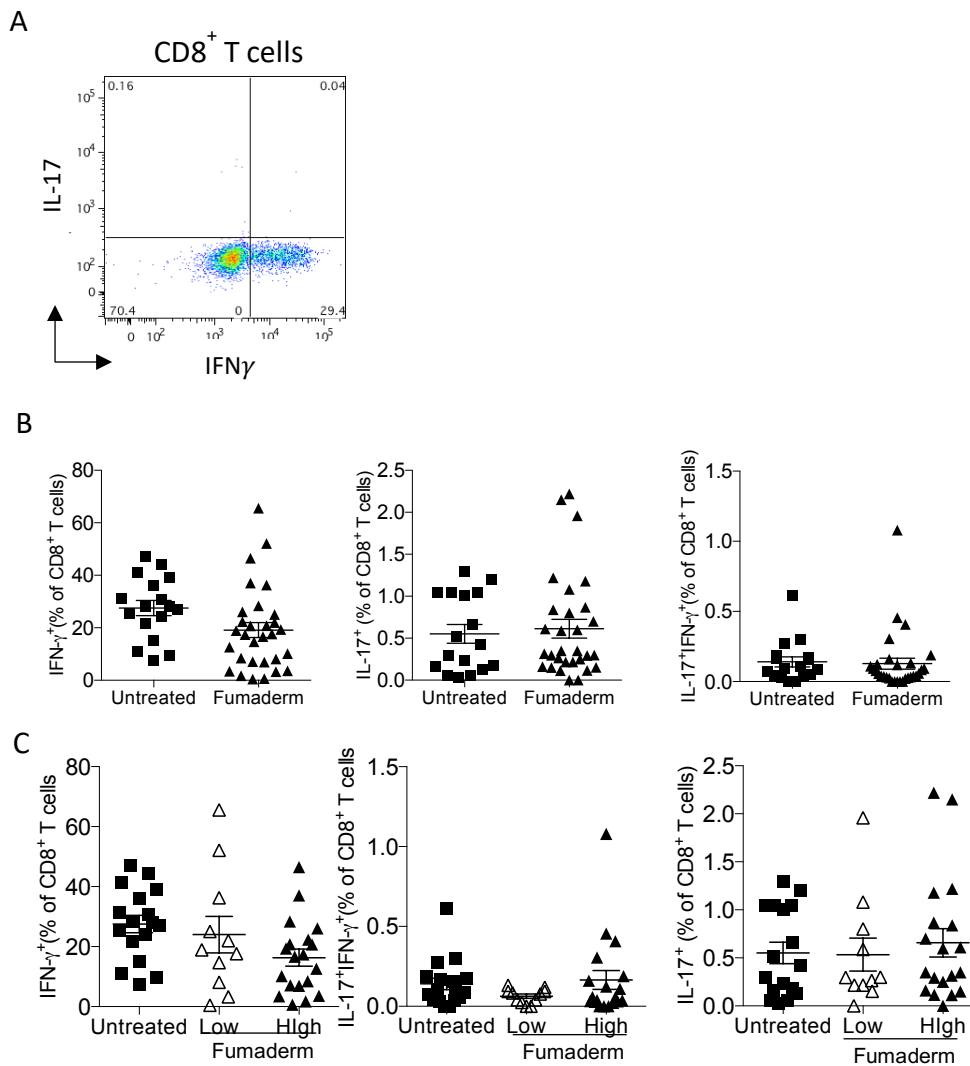 A
CD8+ T cells
0.16
0.04
10^5
10^4
10^3
10^2
0
IL-17
70.4
0
29.4
0 10^2 10^3 10^4 10^5
IFNγ
B
IFN-γ+(% of CD8+ T cells)
80
60
40
20
0
Untreated Fumaderm
IL-17+ (% of CD8+ T cells)
2.5
2.0
1.5
1.0
0.5
0.0
Untreated Fumaderm
IL-17+IFN-γ+(% of CD8+ T cells)
1.5
1.0
0.5
0.0
Untreated Fumaderm
C
IFN-γ+(% of CD8+ T cells
80
60
40
20
0
Untreated Low HIgh
Fumaderm
IL-17+IFN-γ+(% of CD8+ T cells)
1.5
1.0
0.5
0.0
Untreated Low High
Fumaderm
IL-17+ (% of CD8+ T cells)
2.5
2.0
1.5
1.0
0.5
0.0
Untreated Low HIgh
Fumaderm